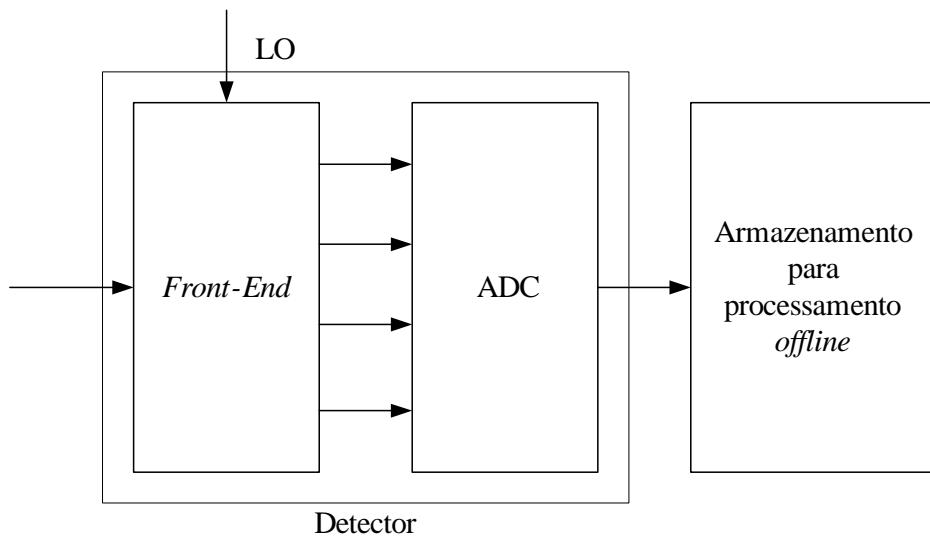 LO
Front-End
ADC
Armazenamento
para
processamento
offline
Detector